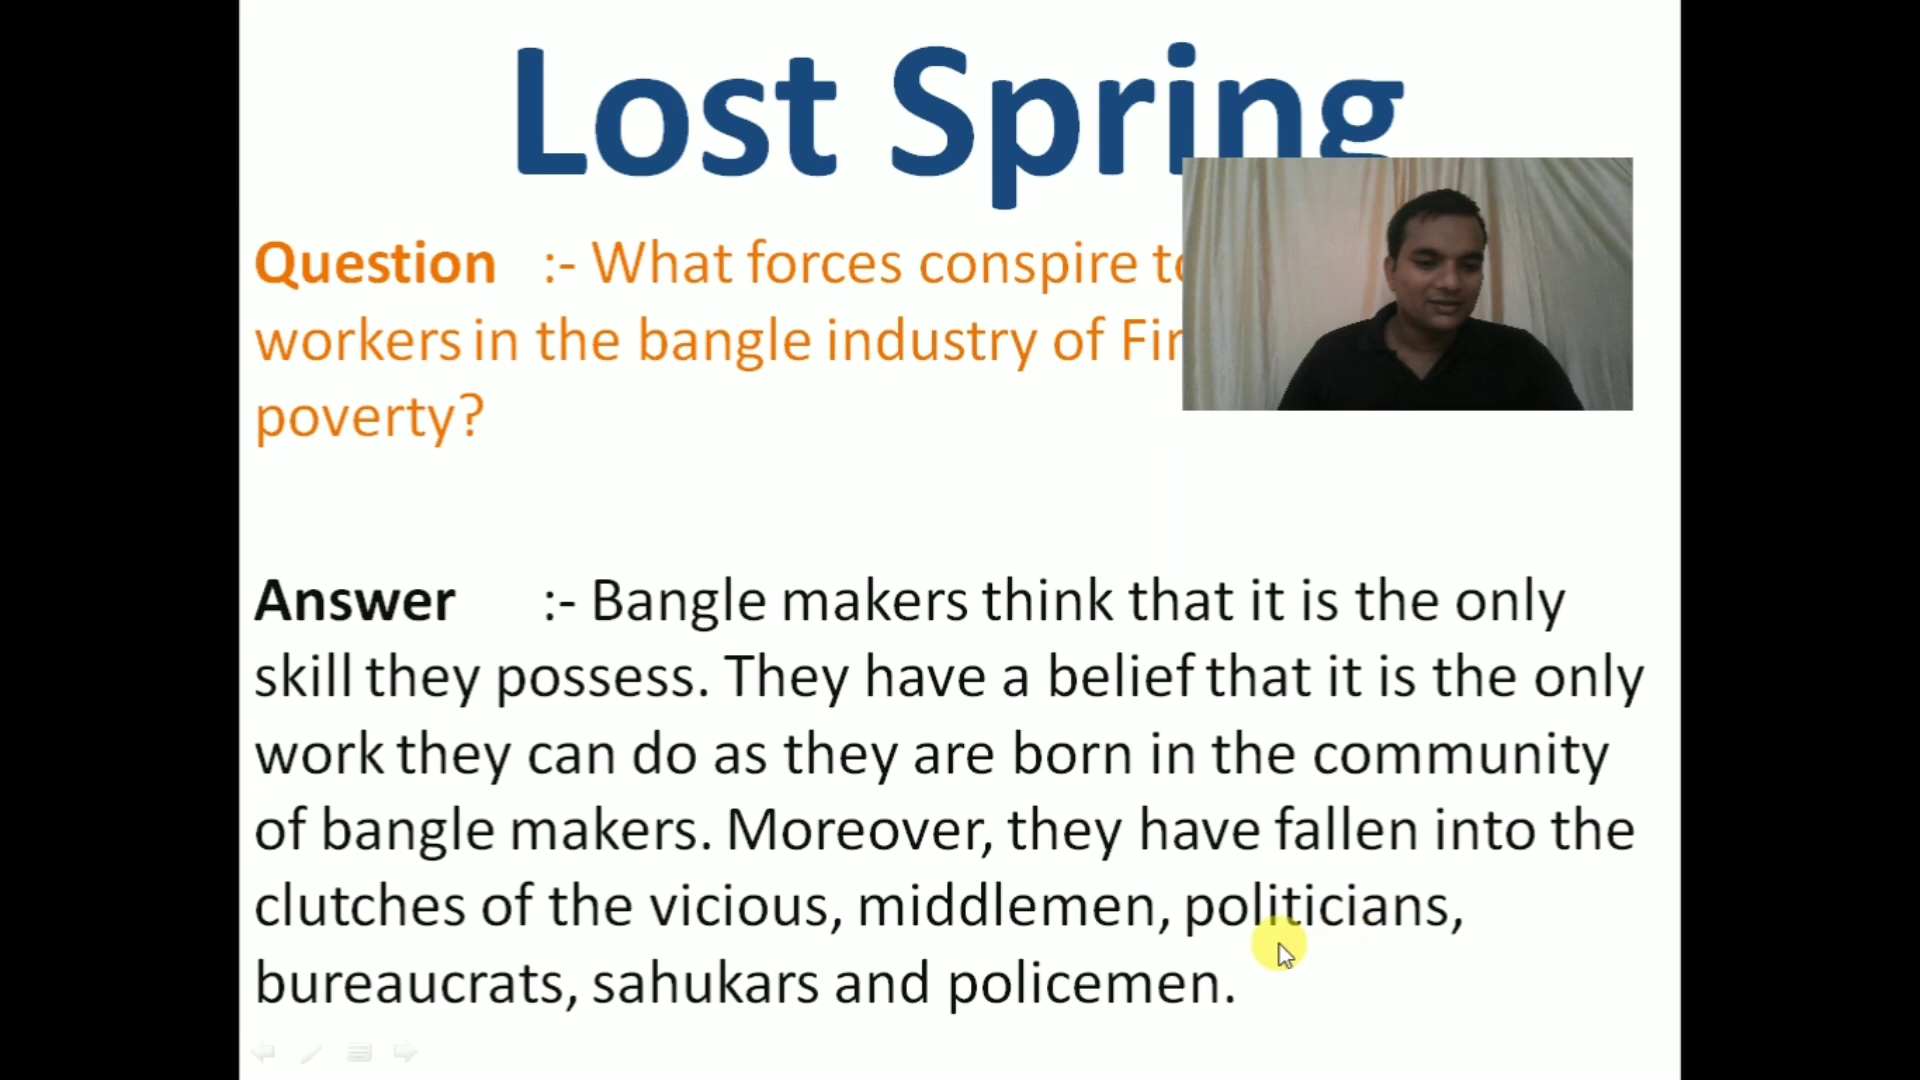 Lost Spring
Question :- What forces conspire
workers in the bangle industry of
poverty?
Answer :- Bangle makers think that it is the only
skill they possess. They have a belief that it is the only
work they can do as they are born in the community
of bangle makers. Moreover, they have fallen into the
clutches of the vicious, middlemen, politicians,
bureaucrats, sahukars and policemen.